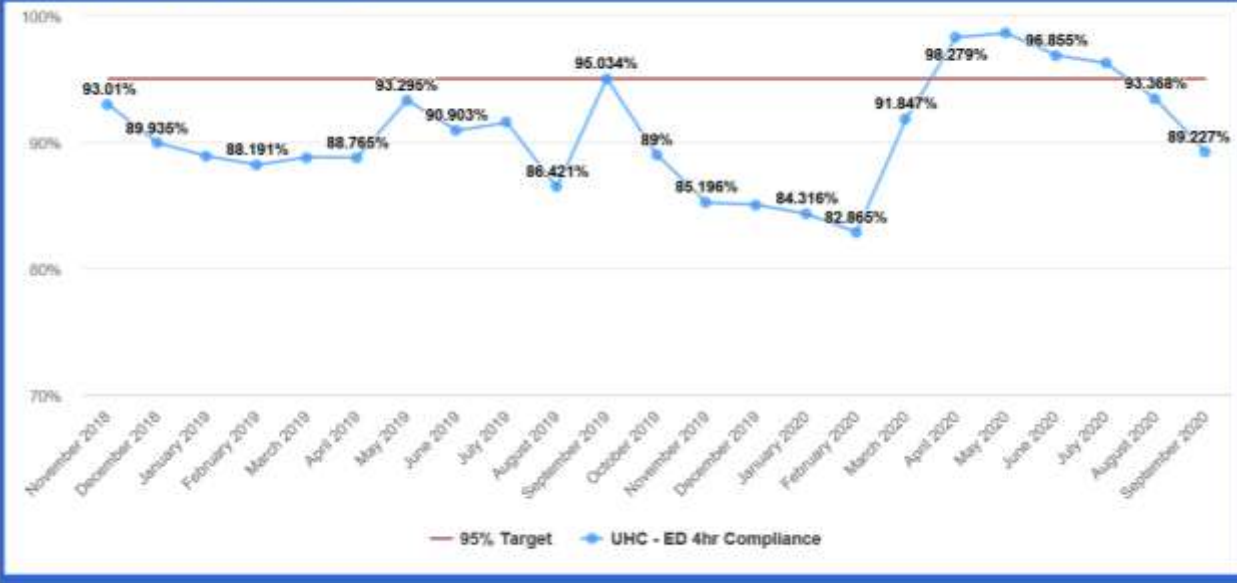 100%
96.855%
98.279%
95.034%
93.01%
93.295%
93.368%
91.847%
90.903%
89.935%
90%
88.191%
88.765%
89%
89.227%
86.421%
85.196%
84.316%
82.865%
80%
70%
November 2018
December 2018
January 2019
February 2019
March 2019
April 2019
May 2019
June 2019
July 2019
August 2019
September 2019
October 2019
November 2019
December 2019
January 2020
February 2020
March 2020
April 2020
May 2020
June 2020
July 2020
August 2020
September 2020
95% Target
UHC - ED 4hr Compliance